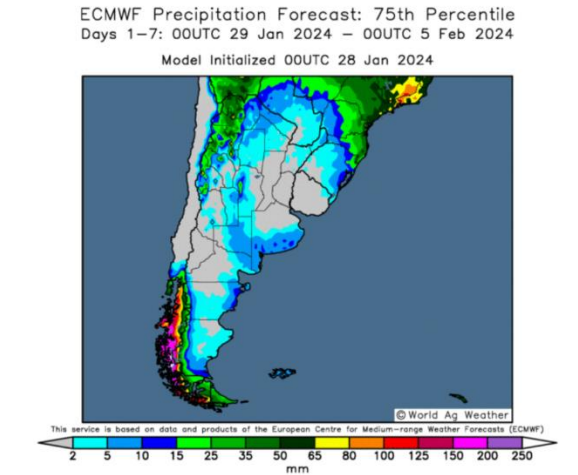 ECMWF Precipitation Forecast: 75th Percentile
Days 1-7: 00UTC 29 Jan 2024 — 00UTC 5 Feb 2024
Model Initialized 00UTC 28 Jan 2024
©World Ag Weather
This service is based on data and products of the European Centre for Medium-range Weather Forecasts (ECMWF)
2 5 10 15 25 35 50 65 80 100 125 150 200 250
mm